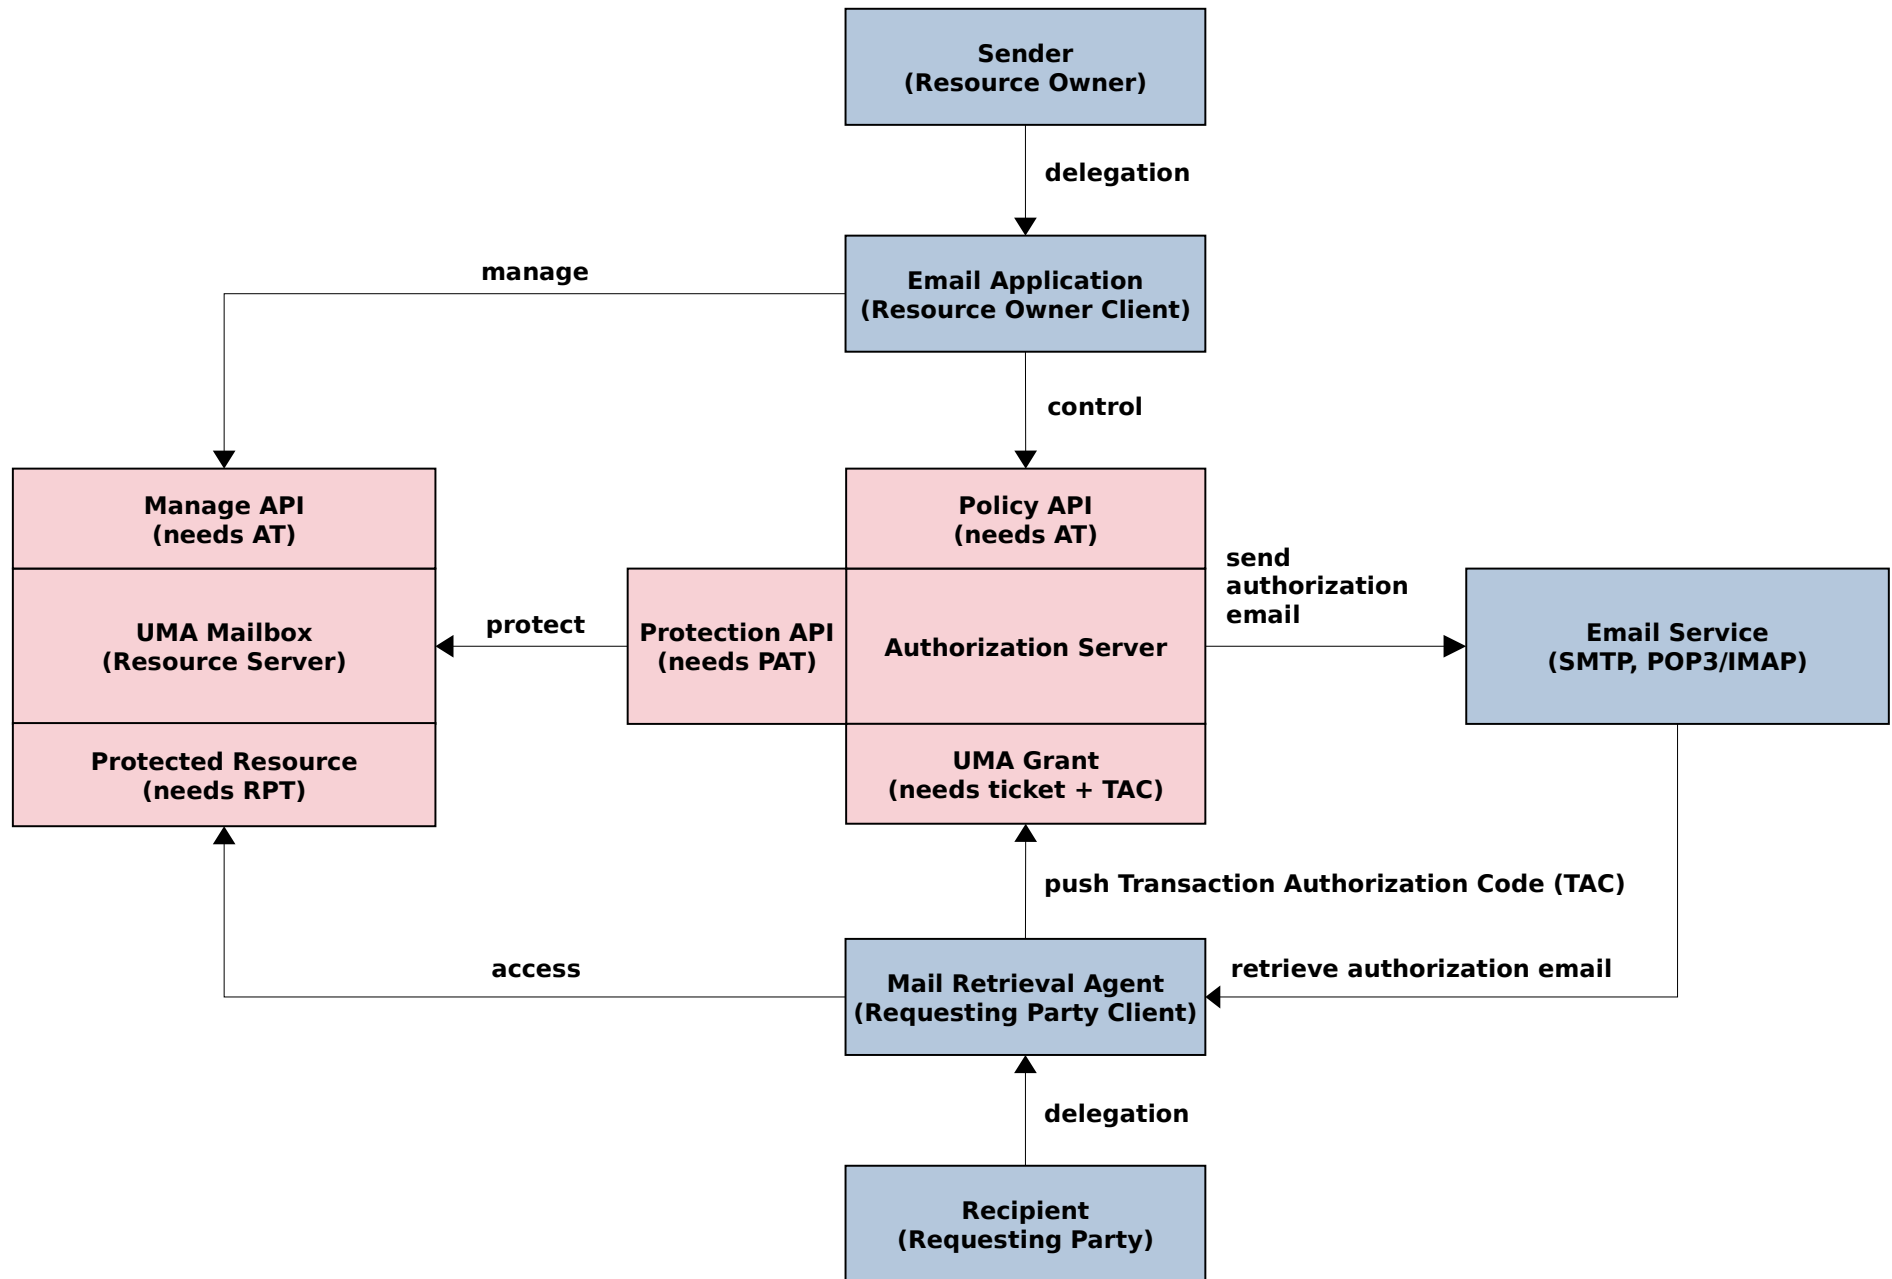 Sender
(Resource Owner)
delegation
manage
Email Application
(Resource Owner Client)
control
Manage API
(needs AT)
Policy API
(needs AT)
send
authorization
email
UMA Mailbox
(Resource Server)
protect
Protection API
(needs PAT)
Authorization Server
Email Service
(SMTP, POP3/IMAP)
Protected Resource
(needs RPT)
UMA Grant
(needs ticket + TAC)
push Transaction Authorization Code (TAC)
access
Mail Retrieval Agent
(Requesting Party Client)
retrieve authorization email
delegation
Recipient
(Requesting Party)